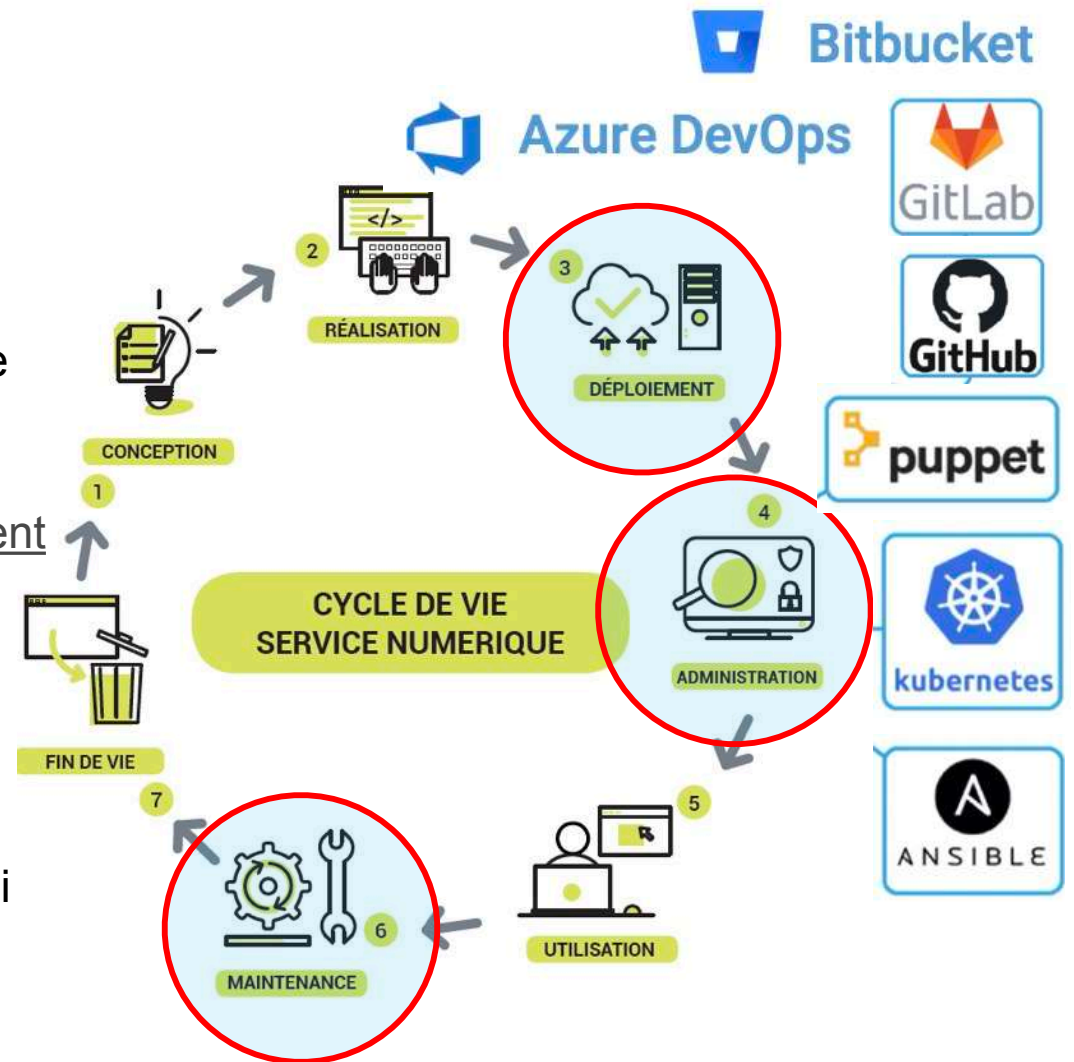 Bitbucket
Azure DevOps
GitLab
GitHub
puppet
kubernetes
ANSIBLE
</>
2
RÉALISATION
3
DÉPLOIEMENT
e
CONCEPTION
1
4
ent
CYCLE DE VIE
SERVICE NUMERIQUE
ADMINISTRATION
FIN DE VIE
7
5
i
6
UTILISATION
MAINTENANCE